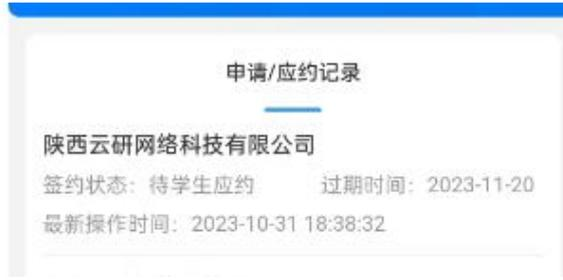 申请/应约记录
陕西云研网络科技有限公司
签约状态：待学生应约 过期时间：2023-11-20
最新操作时间：2023-10-31 18:38:32